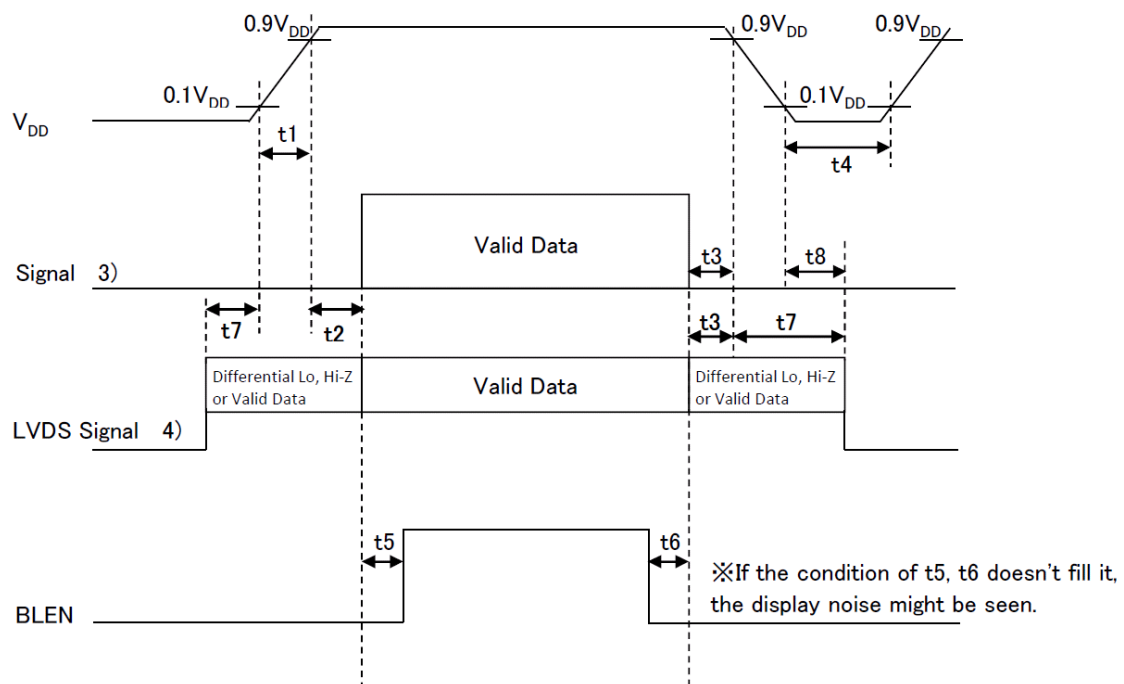 0.9VDD 0.9VDD 0.9VDD
0.1VDD 0.1VDD
VDD
t1
t4
Valid Data
t3 t8
Signal 3)
t7 t2 t3 t7
Differential Lo, Hi-Z
or Valid Data
Valid Data
Differential Lo, Hi-Z
or Valid Data
LVDS Signal 4)
t5 t6
※If the condition of t5, t6 doesn't fill it,
the display noise might be seen.
BLEN